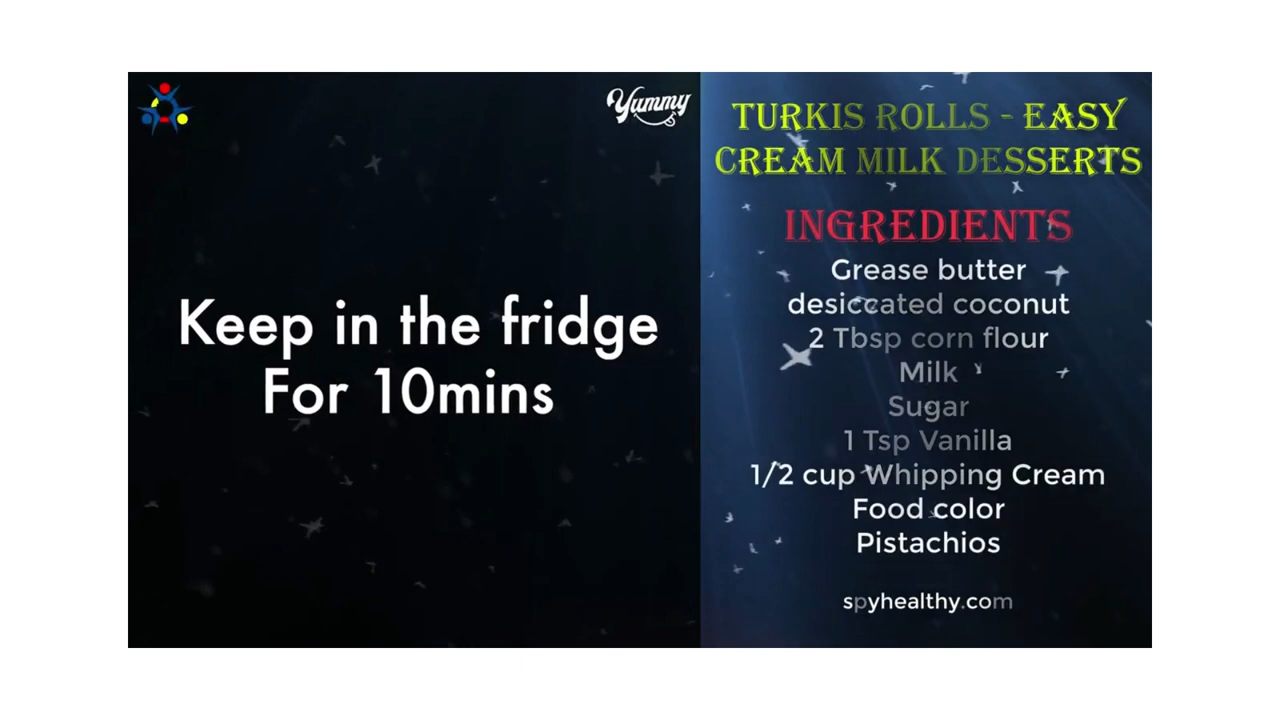 Yummy
Keep in the fridge
For 10mins
TURKIS ROLLS - EASY
CREAM MILK DESSERTS
INGREDIENTS
Grease butter
desiccated coconut
2 Tbsp corn flour
Milk
Sugar
1 Tsp Vanilla
1/2 cup Whipping Cream
Food color
Pistachios
spyhealthy.com